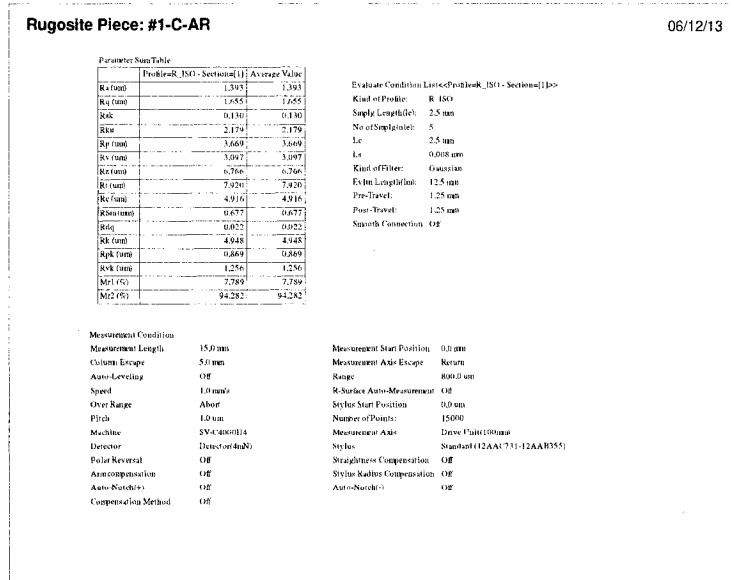 Rugosite Piece: #1-C-AR 06/12/13
Parameter Sum Table
Profile=R_ISO - Section=[1] Average Value
Ra (um) 1.393 1.393
Rq (um) 1.655 1.655
Rsk 0.130 0.130
Rku 2.179 2.179
Rp (um) 3.669 3.669
Rv (um) 3.097 3.097
Rz (um) 6.766 6.766
Rt (um) 7.920 7.920
Rc (um) 4.916 4.916
RSm (mm) 0.677 0.677
Rdq 0.022 0.022
Rk (um) 4.948 4.948
Rpk (um) 0.869 0.869
Rvk (um) 1.256 1.256
Mr1 (%) 7.789 7.789
Mr2 (%) 94.282 94.282
Evaluate Condition List<<Profile=R_ISO - Section=[1]>>
Kind of Profile: R_ISO
Smplg Length(le): 2.5 mm
No of Smplg(nle): 5
Lc 2.5 mm
Ls 0.008 mm
Kind of Filter: Gaussian
Evltn Length(lm): 12.5 mm
Pre-Travel: 1.25 mm
Post-Travel: 1.25 mm
Smooth Connection Off
Measurement Condition
Measurement Length 15.0 mm
Column Escape 5.0 mm
Auto-Leveling Off
Speed 1.0 mm/s
Over Range Abort
Pitch 1.0 um
Machine SV-C4000H4
Detector Detector(4mN)
Polar Reversal Off
Arm compensation Off
Auto-Notch(+) Off
Compensation Method Off
Measurement Start Position 0.0 mm
Measurement Axis Escape Return
Range 800.0 um
R-Surface Auto-Measurement Off
Stylus Start Position 0.0 um
Number of Points: 15000
Measurement Axis Drive Unit(100mm)
Stylus Standard (12AAC731-12AAB355)
Straightness Compensation Off
Stylus Radius Compensation Off
Auto-Notch(-) Off